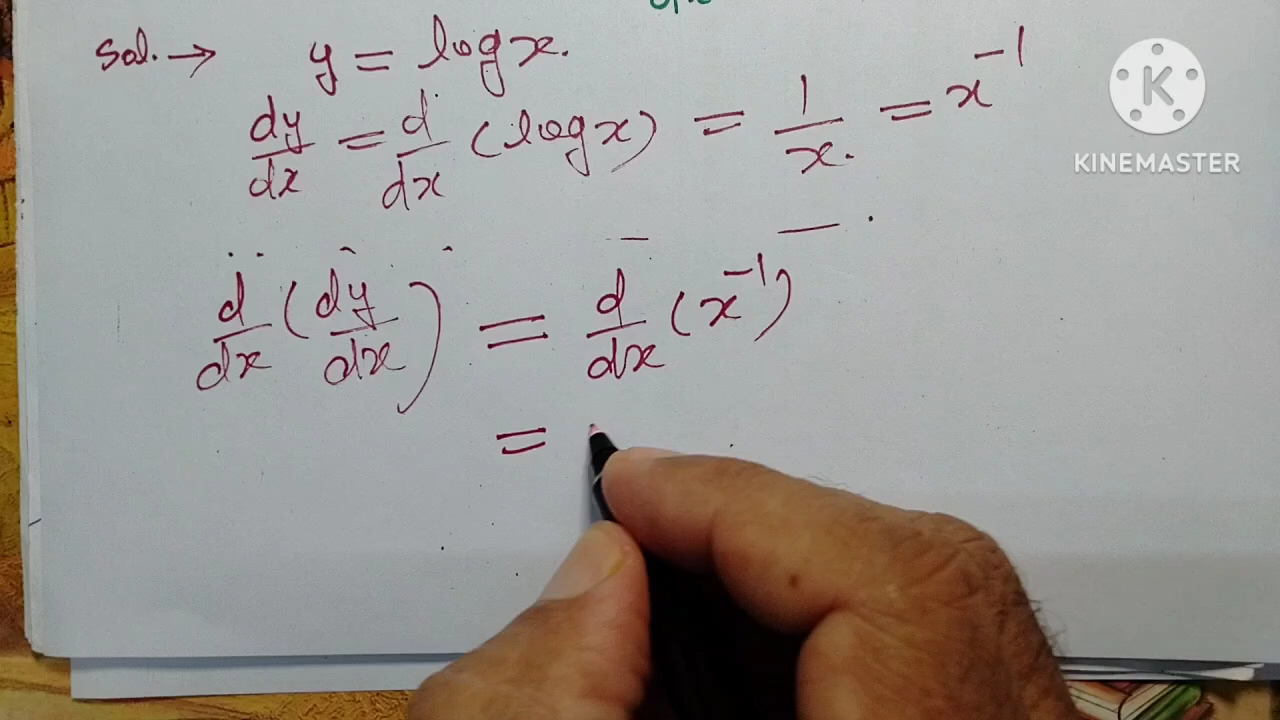 Sol. → y = log x.
dy/dx = d/dx (log x) = 1/x. = x⁻¹
KINEMASTER
d/dx (dy/dx) = d/dx (x⁻¹)
=